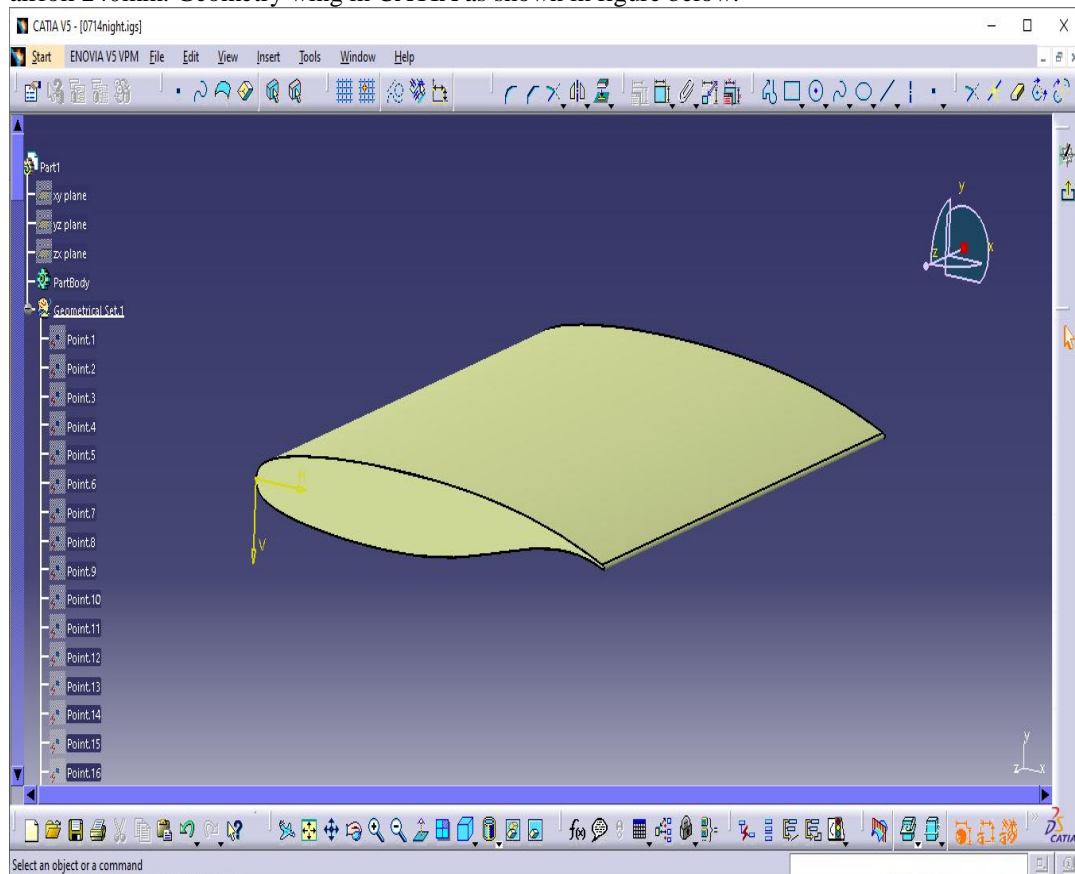 airfoil 240mm. Geometry wing in CATIA as shown in figure below.
CATIA V5 - [0714night.igs]
Start ENOVIA V5 VPM File Edit View Insert Tools Window Help
Part1
xy plane
yz plane
zx plane
PartBody
Geometrical Set.1
Point.1
Point.2
Point.3
Point.4
Point.5
Point.6
Point.7
Point.8
Point.9
Point.10
Point.11
Point.12
Point.13
Point.14
Point.15
Point.16
y
z
x
H
V
y
z
x
f(x)
CATIA
Select an object or a command